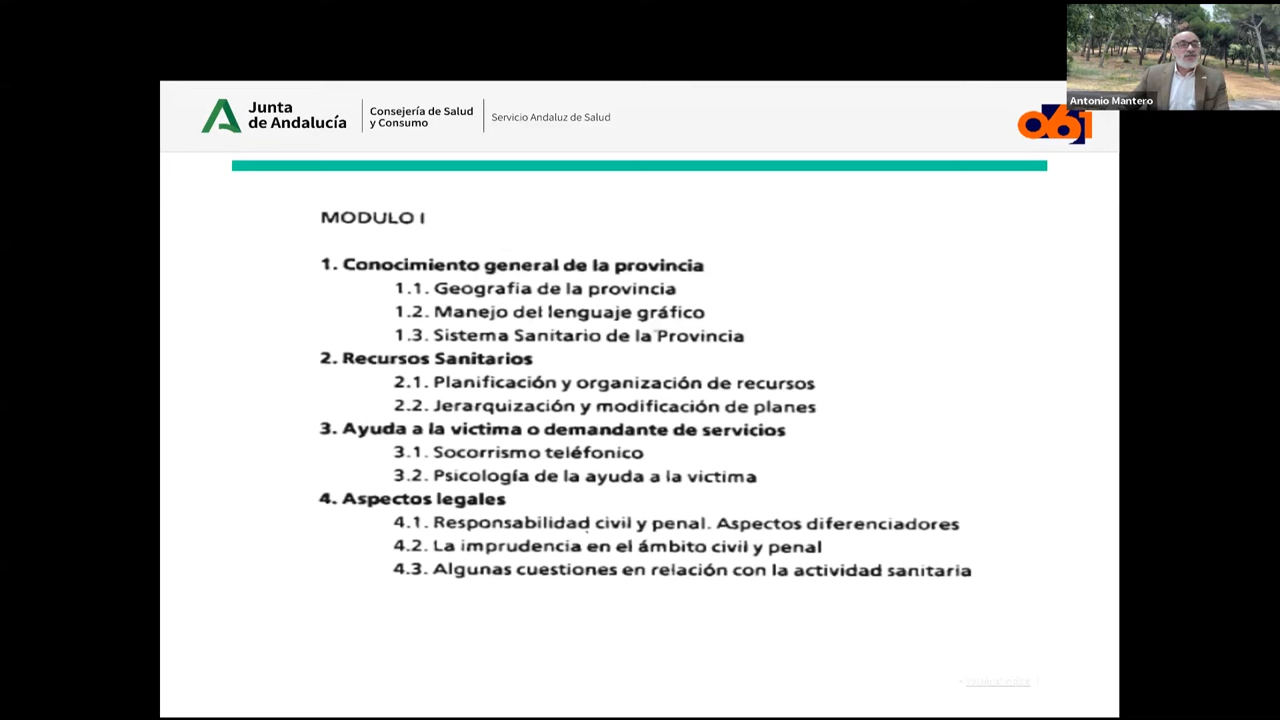 Junta
de Andalucía
Consejería de Salud
y Consumo
Servicio Andaluz de Salud
061
Antonio Mantero
MODULO I
1. Conocimiento general de la provincia
1.1. Geografia de la provincia
1.2. Manejo del lenguaje gráfico
1.3. Sistema Sanitario de la Provincia
2. Recursos Sanitarios
2.1. Planificación y organización de recursos
2.2. Jerarquización y modificación de planes
3. Ayuda a la victima o demandante de servicios
3.1. Socorrismo teléfonico
3.2. Psicología de la ayuda a la victima
4. Aspectos legales
4.1. Responsabilidad civil y penal. Aspectos diferenciadores
4.2. La imprudencia en el ámbito civil y penal
4.3. Algunas cuestiones en relación con la actividad sanitaria